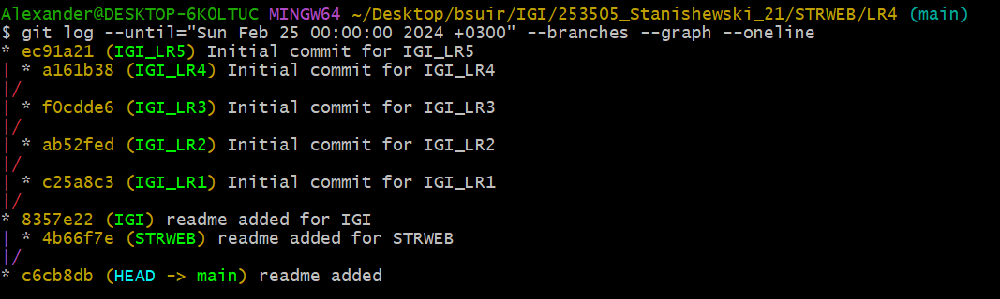 Alexander@DESKTOP-6KOLTUC MINGW64 ~/Desktop/bsuir/IGI/253505_Stanishewski_21/STRWEB/LR4 (main)
$ git log --until="Sun Feb 25 00:00:00 2024 +0300" --branches --graph --oneline
* ec91a21 (IGI_LR5) Initial commit for IGI_LR5
| * a161b38 (IGI_LR4) Initial commit for IGI_LR4
|/
| * f0cdde6 (IGI_LR3) Initial commit for IGI_LR3
|/
| * ab52fed (IGI_LR2) Initial commit for IGI_LR2
|/
| * c25a8c3 (IGI_LR1) Initial commit for IGI_LR1
|/
* 8357e22 (IGI) readme added for IGI
| * 4b66f7e (STRWEB) readme added for STRWEB
|/
* c6cb8db (HEAD -> main) readme added